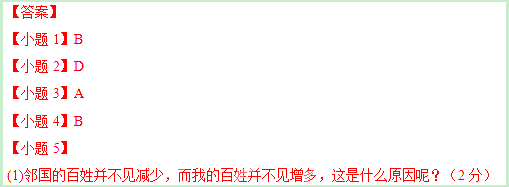 【答案】
【小题 1】B
【小题 2】D
【小题 3】A
【小题 4】B
【小题 5】
(1)邻国的百姓并不见减少，而我的百姓并不见增多，这是什么原因呢？（2 分）